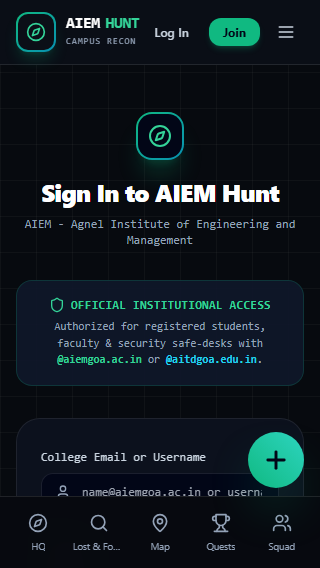 AIEM HUNT
CAMPUS RECON
Log In
Join
Sign In to AIEM Hunt
AIEM - Agnel Institute of Engineering and
Management
OFFICIAL INSTITUTIONAL ACCESS
Authorized for registered students,
faculty & security safe-desks with
@aiemgoa.ac.in or @aitdgoa.edu.in.
College Email or Username
name@aiemgoa.ac.in or usern
HQ
Lost & Fo...
Map
Quests
Squad